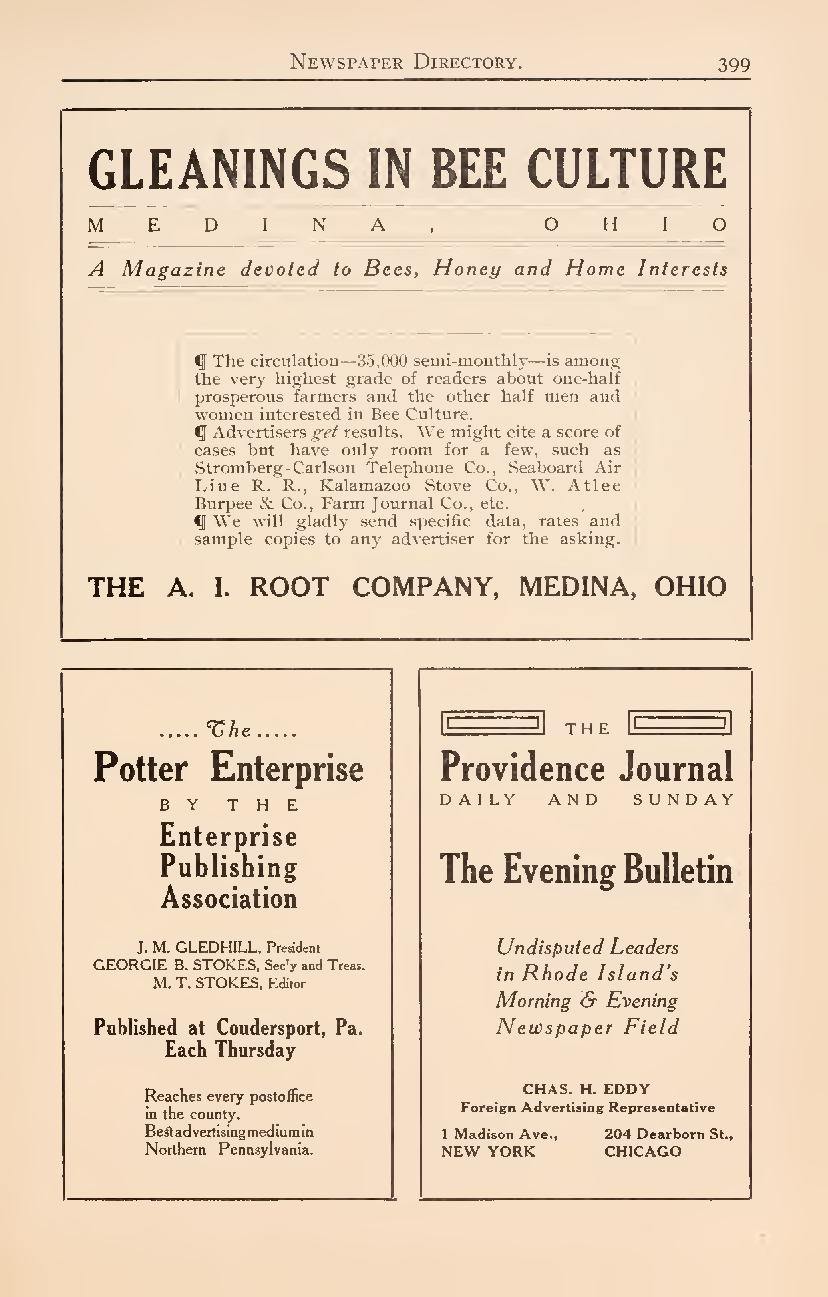 NEWSPAPER DIRECTORY. 399
GLEANINGS IN BEE CULTURE
MEDINA, OHIO
A Magazine devoted to Bees, Honey and Home Interests
¶ The circulation—35,000 semi-monthly—is among
the very highest grade of readers about one-half
prosperous farmers and the other half men and
women interested in Bee Culture.
¶ Advertisers get results. We might cite a score of
cases but have only room for a few, such as
Stromberg-Carlson Telephone Co., Seaboard Air
Line R. R., Kalamazoo Stove Co., W. Atlee
Burpee & Co., Farm Journal Co., etc.
¶ We will gladly send specific data, rates and
sample copies to any advertiser for the asking.
THE A. I. ROOT COMPANY, MEDINA, OHIO
..... The .....
Potter Enterprise
BY THE
Enterprise
Publishing
Association
J. M. GLEDHILL, President
GEORGIE B. STOKES, Sec'y and Treas.
M. T. STOKES, Editor
Published at Coudersport, Pa.
Each Thursday
Reaches every postoffice
in the county.
Best advertising medium in
Northern Pennsylvania.
THE
Providence Journal
DAILY AND SUNDAY
The Evening Bulletin
Undisputed Leaders
in Rhode Island's
Morning & Evening
Newspaper Field
CHAS. H. EDDY
Foreign Advertising Representative
1 Madison Ave., 204 Dearborn St.,
NEW YORK CHICAGO